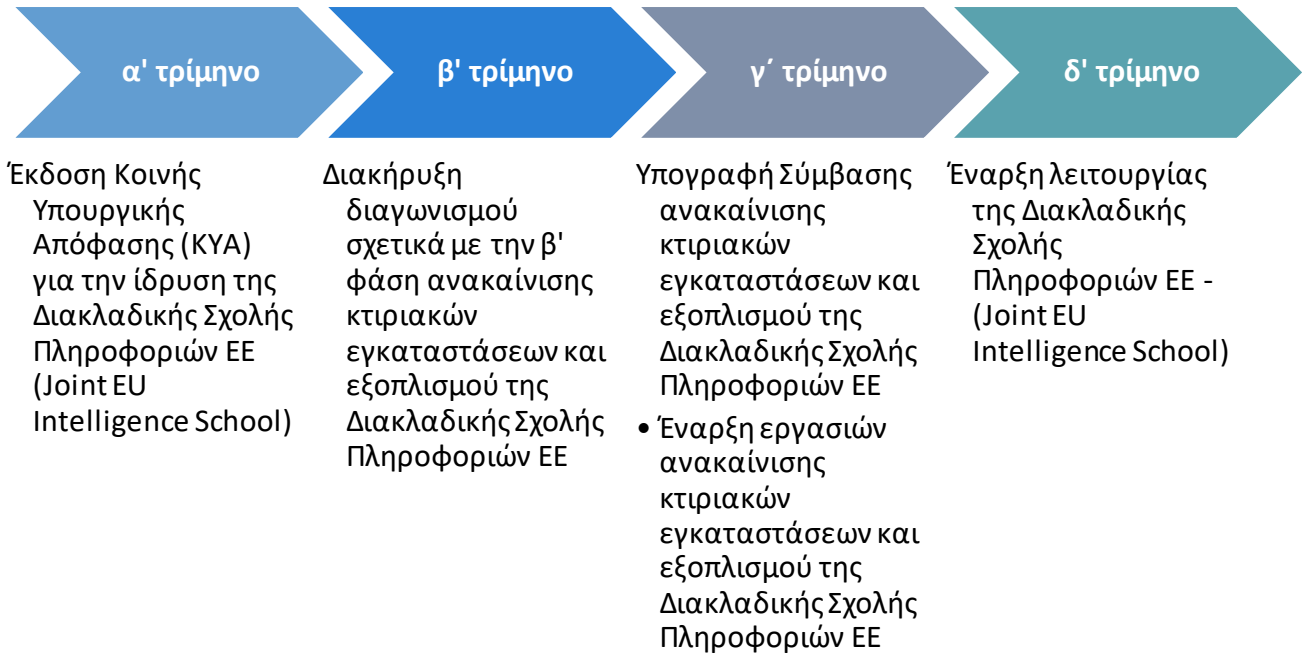 α' τρίμηνο
Έκδοση Κοινής
Υπουργικής
Απόφασης (ΚΥΑ)
για την ίδρυση της
Διακλαδικής Σχολής
Πληροφοριών ΕΕ
(Joint EU
Intelligence School)
β' τρίμηνο
Διακήρυξη
διαγωνισμού
σχετικά με την β'
φάση ανακαίνισης
κτιριακών
εγκαταστάσεων και
εξοπλισμού της
Διακλαδικής Σχολής
Πληροφοριών ΕΕ
γ΄ τρίμηνο
Υπογραφή Σύμβασης
ανακαίνισης
κτιριακών
εγκαταστάσεων και
εξοπλισμού της
Διακλαδικής Σχολής
Πληροφοριών ΕΕ
• Έναρξη εργασιών
ανακαίνισης
κτιριακών
εγκαταστάσεων και
εξοπλισμού της
Διακλαδικής Σχολής
Πληροφοριών ΕΕ
δ' τρίμηνο
Έναρξη λειτουργίας
της Διακλαδικής
Σχολής
Πληροφοριών ΕΕ -
(Joint EU
Intelligence School)